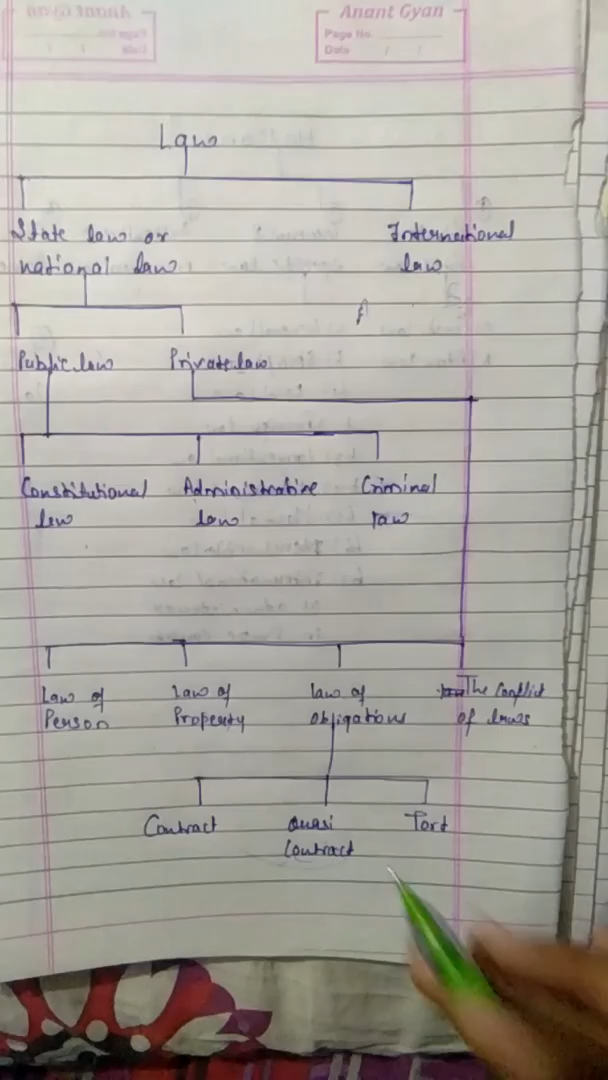 Anant Gyan
Page No.
Date / /
Law
State law or
national law
International
law
Public law
Private law
Constitutional
law
Administrative
law
Criminal
law
Law of
Person
Law of
Property
law of
obligations
The Conflict
of laws
Contract
Quasi
Contract
Tort